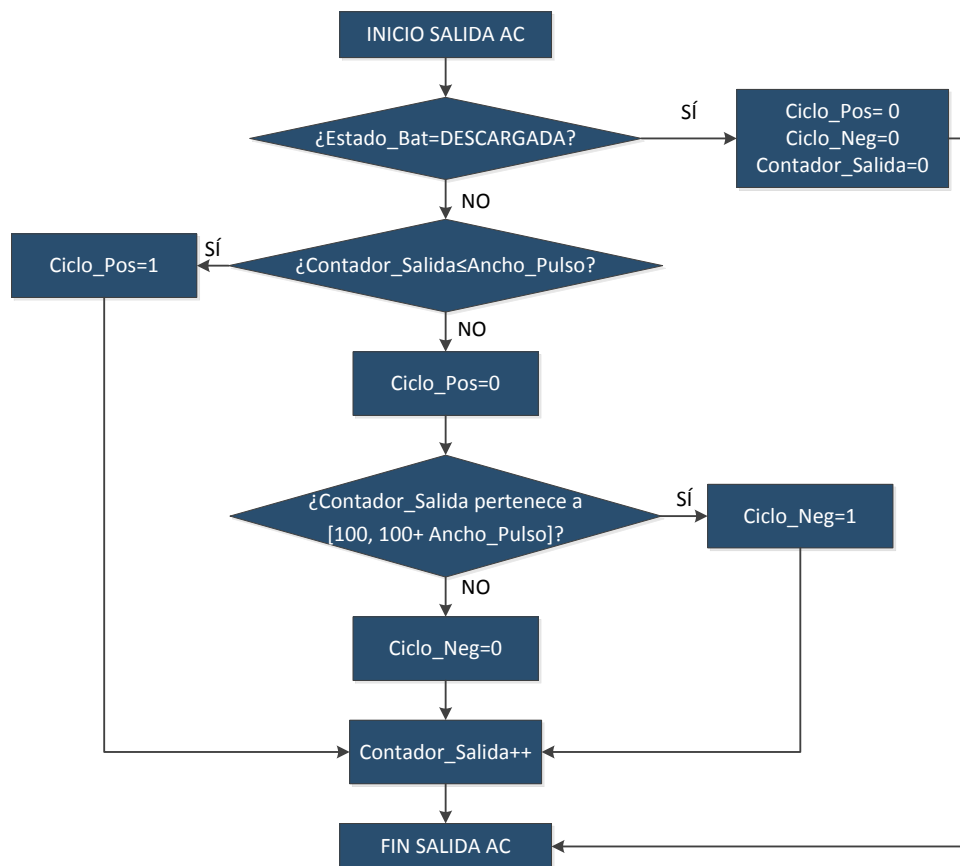 INICIO SALIDA AC
¿Estado_Bat=DESCARGADA?
SÍ
Ciclo_Pos= 0
Ciclo_Neg=0
Contador_Salida=0
NO
¿Contador_Salida≤Ancho_Pulso?
SÍ
Ciclo_Pos=1
NO
Ciclo_Pos=0
¿Contador_Salida pertenece a
[100, 100+ Ancho_Pulso]?
SÍ
Ciclo_Neg=1
NO
Ciclo_Neg=0
Contador_Salida++
FIN SALIDA AC